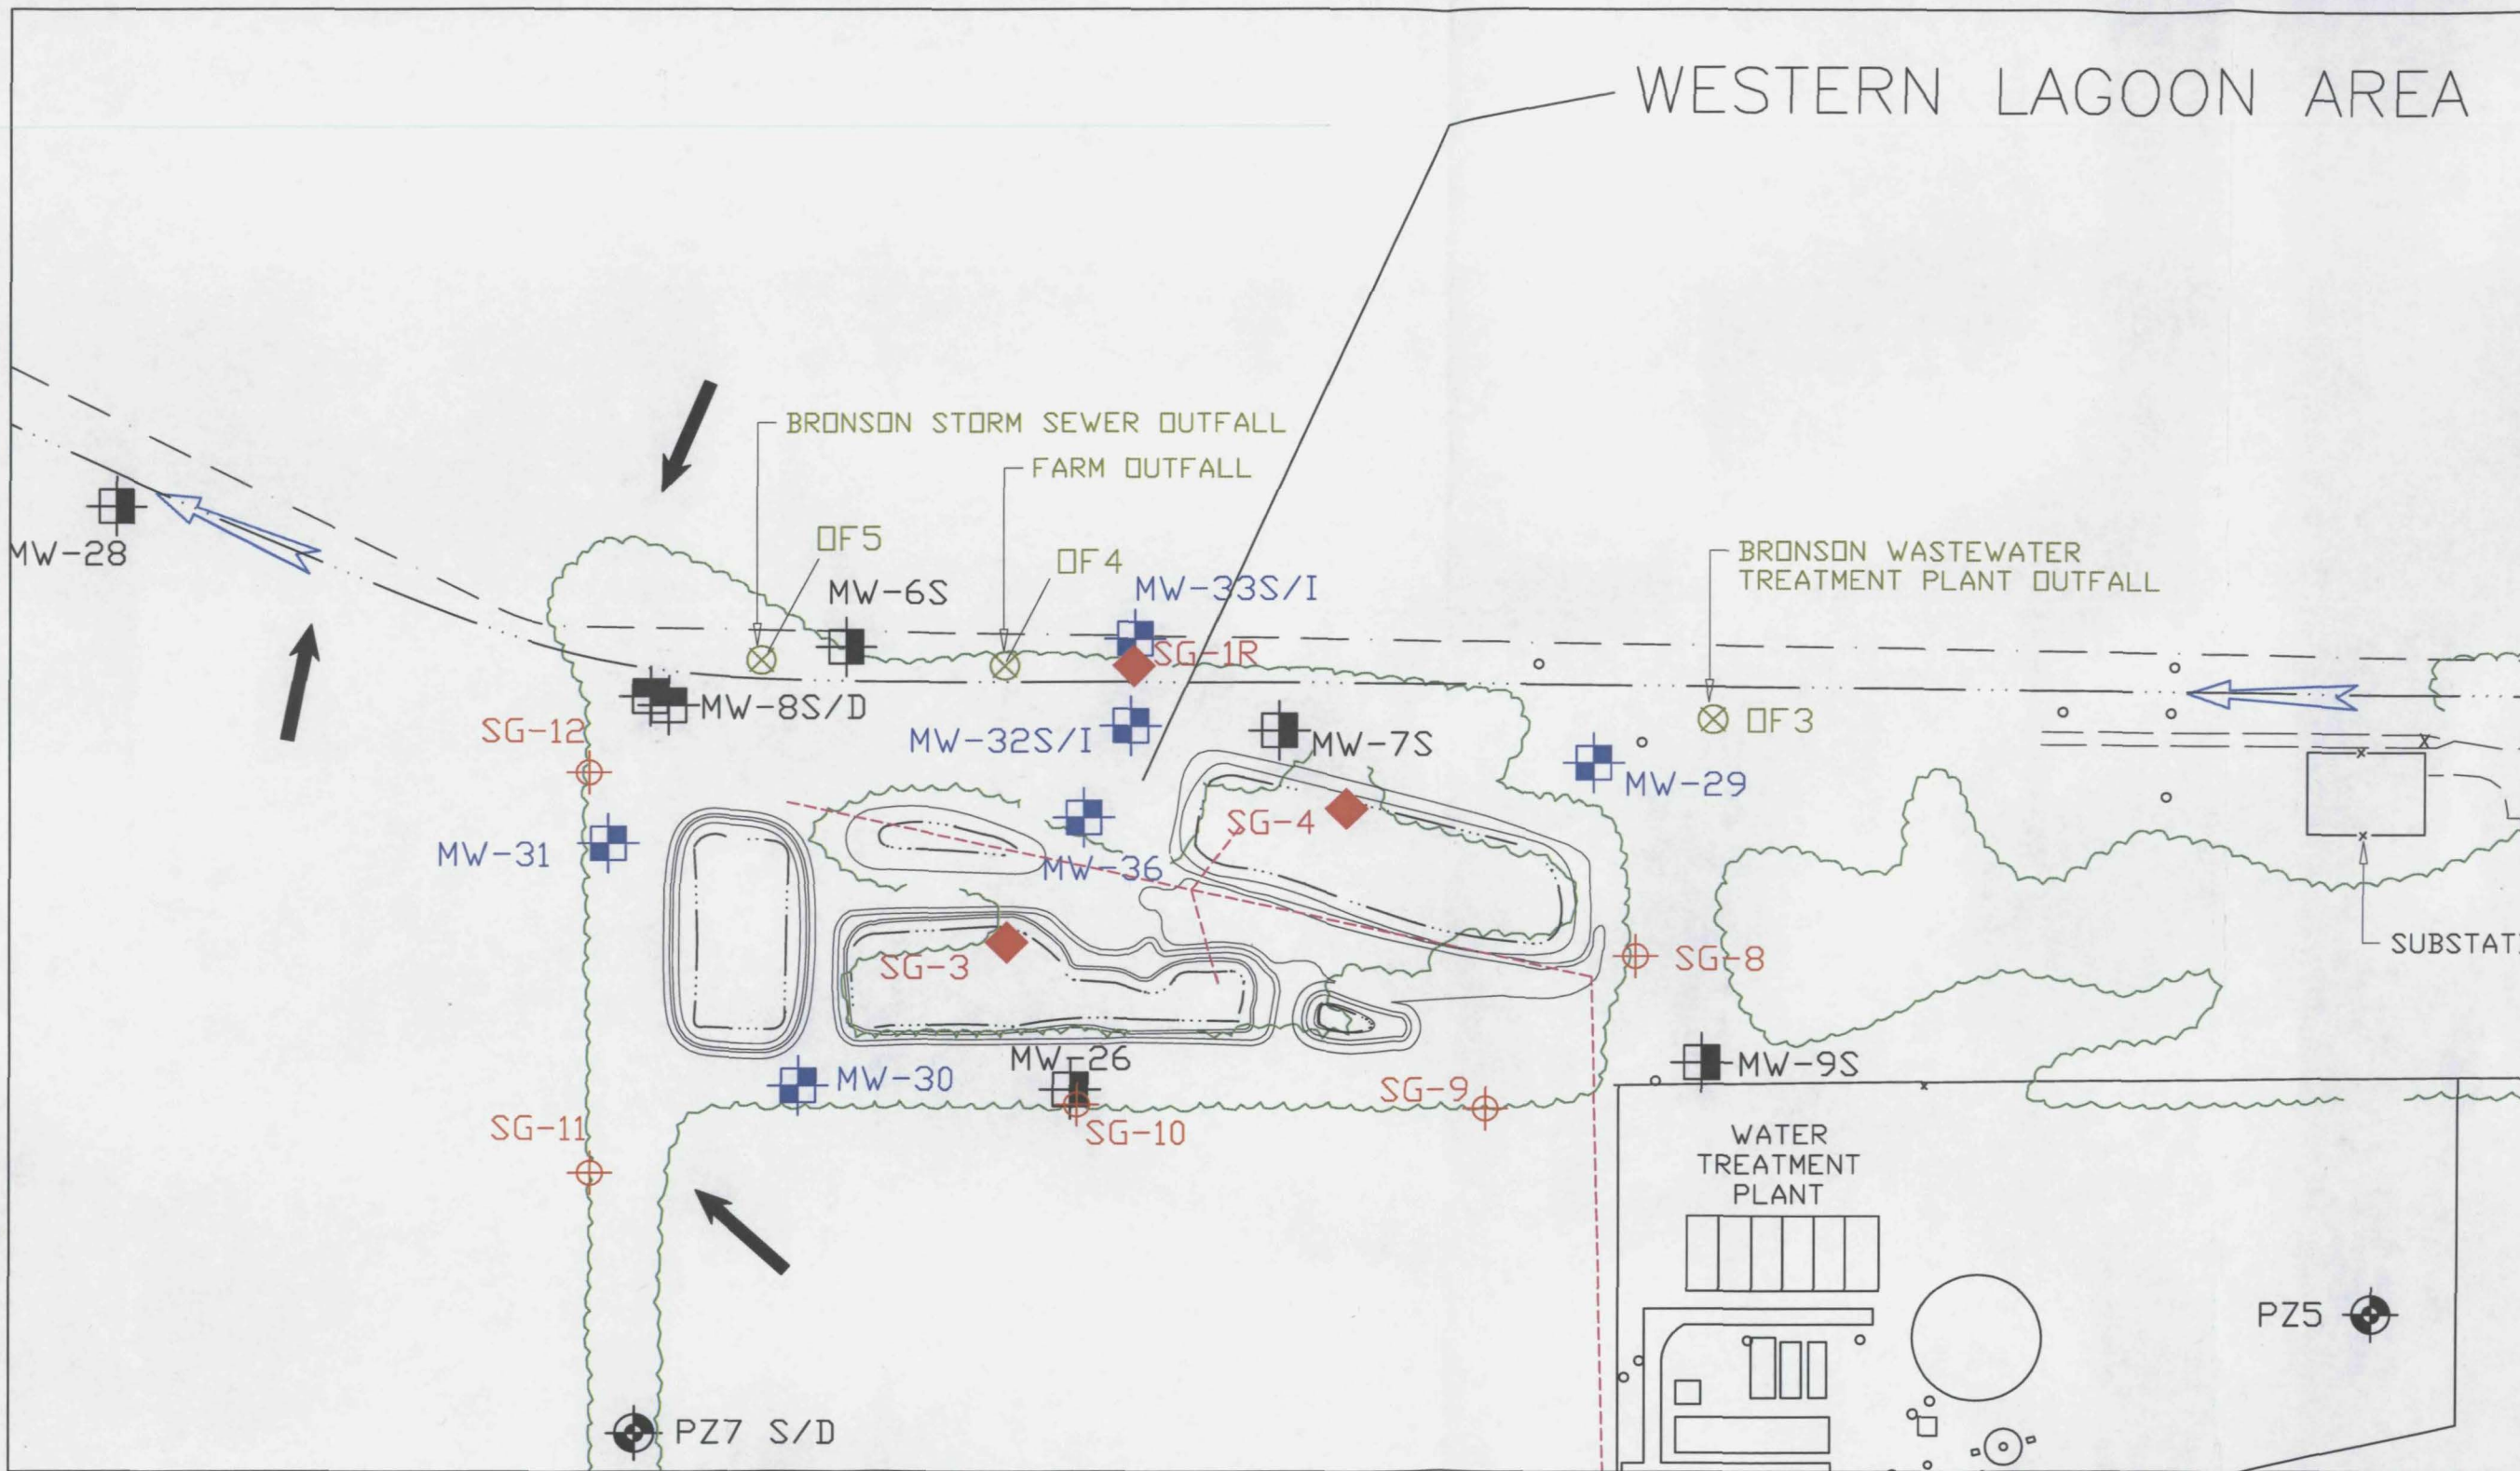 WESTERN LAGOON AREA
BRONSON STORM SEWER OUTFALL
FARM OUTFALL
OF5
OF4
BRONSON WASTEWATER
TREATMENT PLANT OUTFALL
MW-28
MW-6S
MW-33S/I
SG-1R
MW-8S/D
OF3
SG-12
MW-32S/I
MW-7S
MW-29
SG-4
MW-31
MW-36
SUBSTATI
SG-3
SG-8
MW-26
MW-9S
MW-30
SG-9
SG-11
SG-10
WATER
TREATMENT
PLANT
PZ5
PZ7 S/D